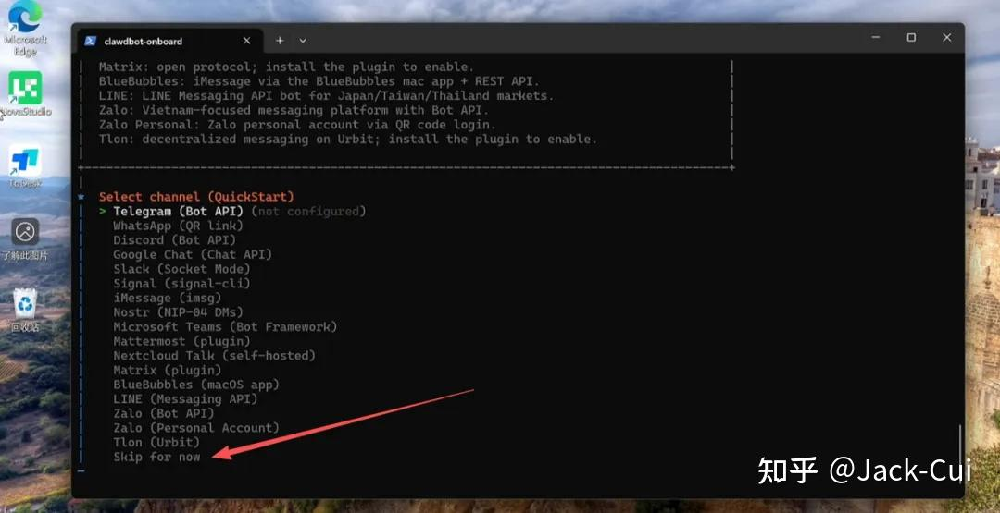 Microsoft
Edge
NovaStudio
ToDesk
了解此图片
回收站
clawdbot-onboard
Matrix: open protocol; install the plugin to enable.
BlueBubbles: iMessage via the BlueBubbles mac app + REST API.
LINE: LINE Messaging API bot for Japan/Taiwan/Thailand markets.
Zalo: Vietnam-focused messaging platform with Bot API.
Zalo Personal: Zalo personal account via QR code login.
Tlon: decentralized messaging on Urbit; install the plugin to enable.
Select channel (QuickStart)
> Telegram (Bot API) (not configured)
WhatsApp (QR link)
Discord (Bot API)
Google Chat (Chat API)
Slack (Socket Mode)
Signal (signal-cli)
iMessage (imsg)
Nostr (NIP-04 DMs)
Microsoft Teams (Bot Framework)
Mattermost (plugin)
Nextcloud Talk (self-hosted)
Matrix (plugin)
BlueBubbles (macOS app)
LINE (Messaging API)
Zalo (Bot API)
Zalo (Personal Account)
Tlon (Urbit)
Skip for now
知乎 @Jack-Cui